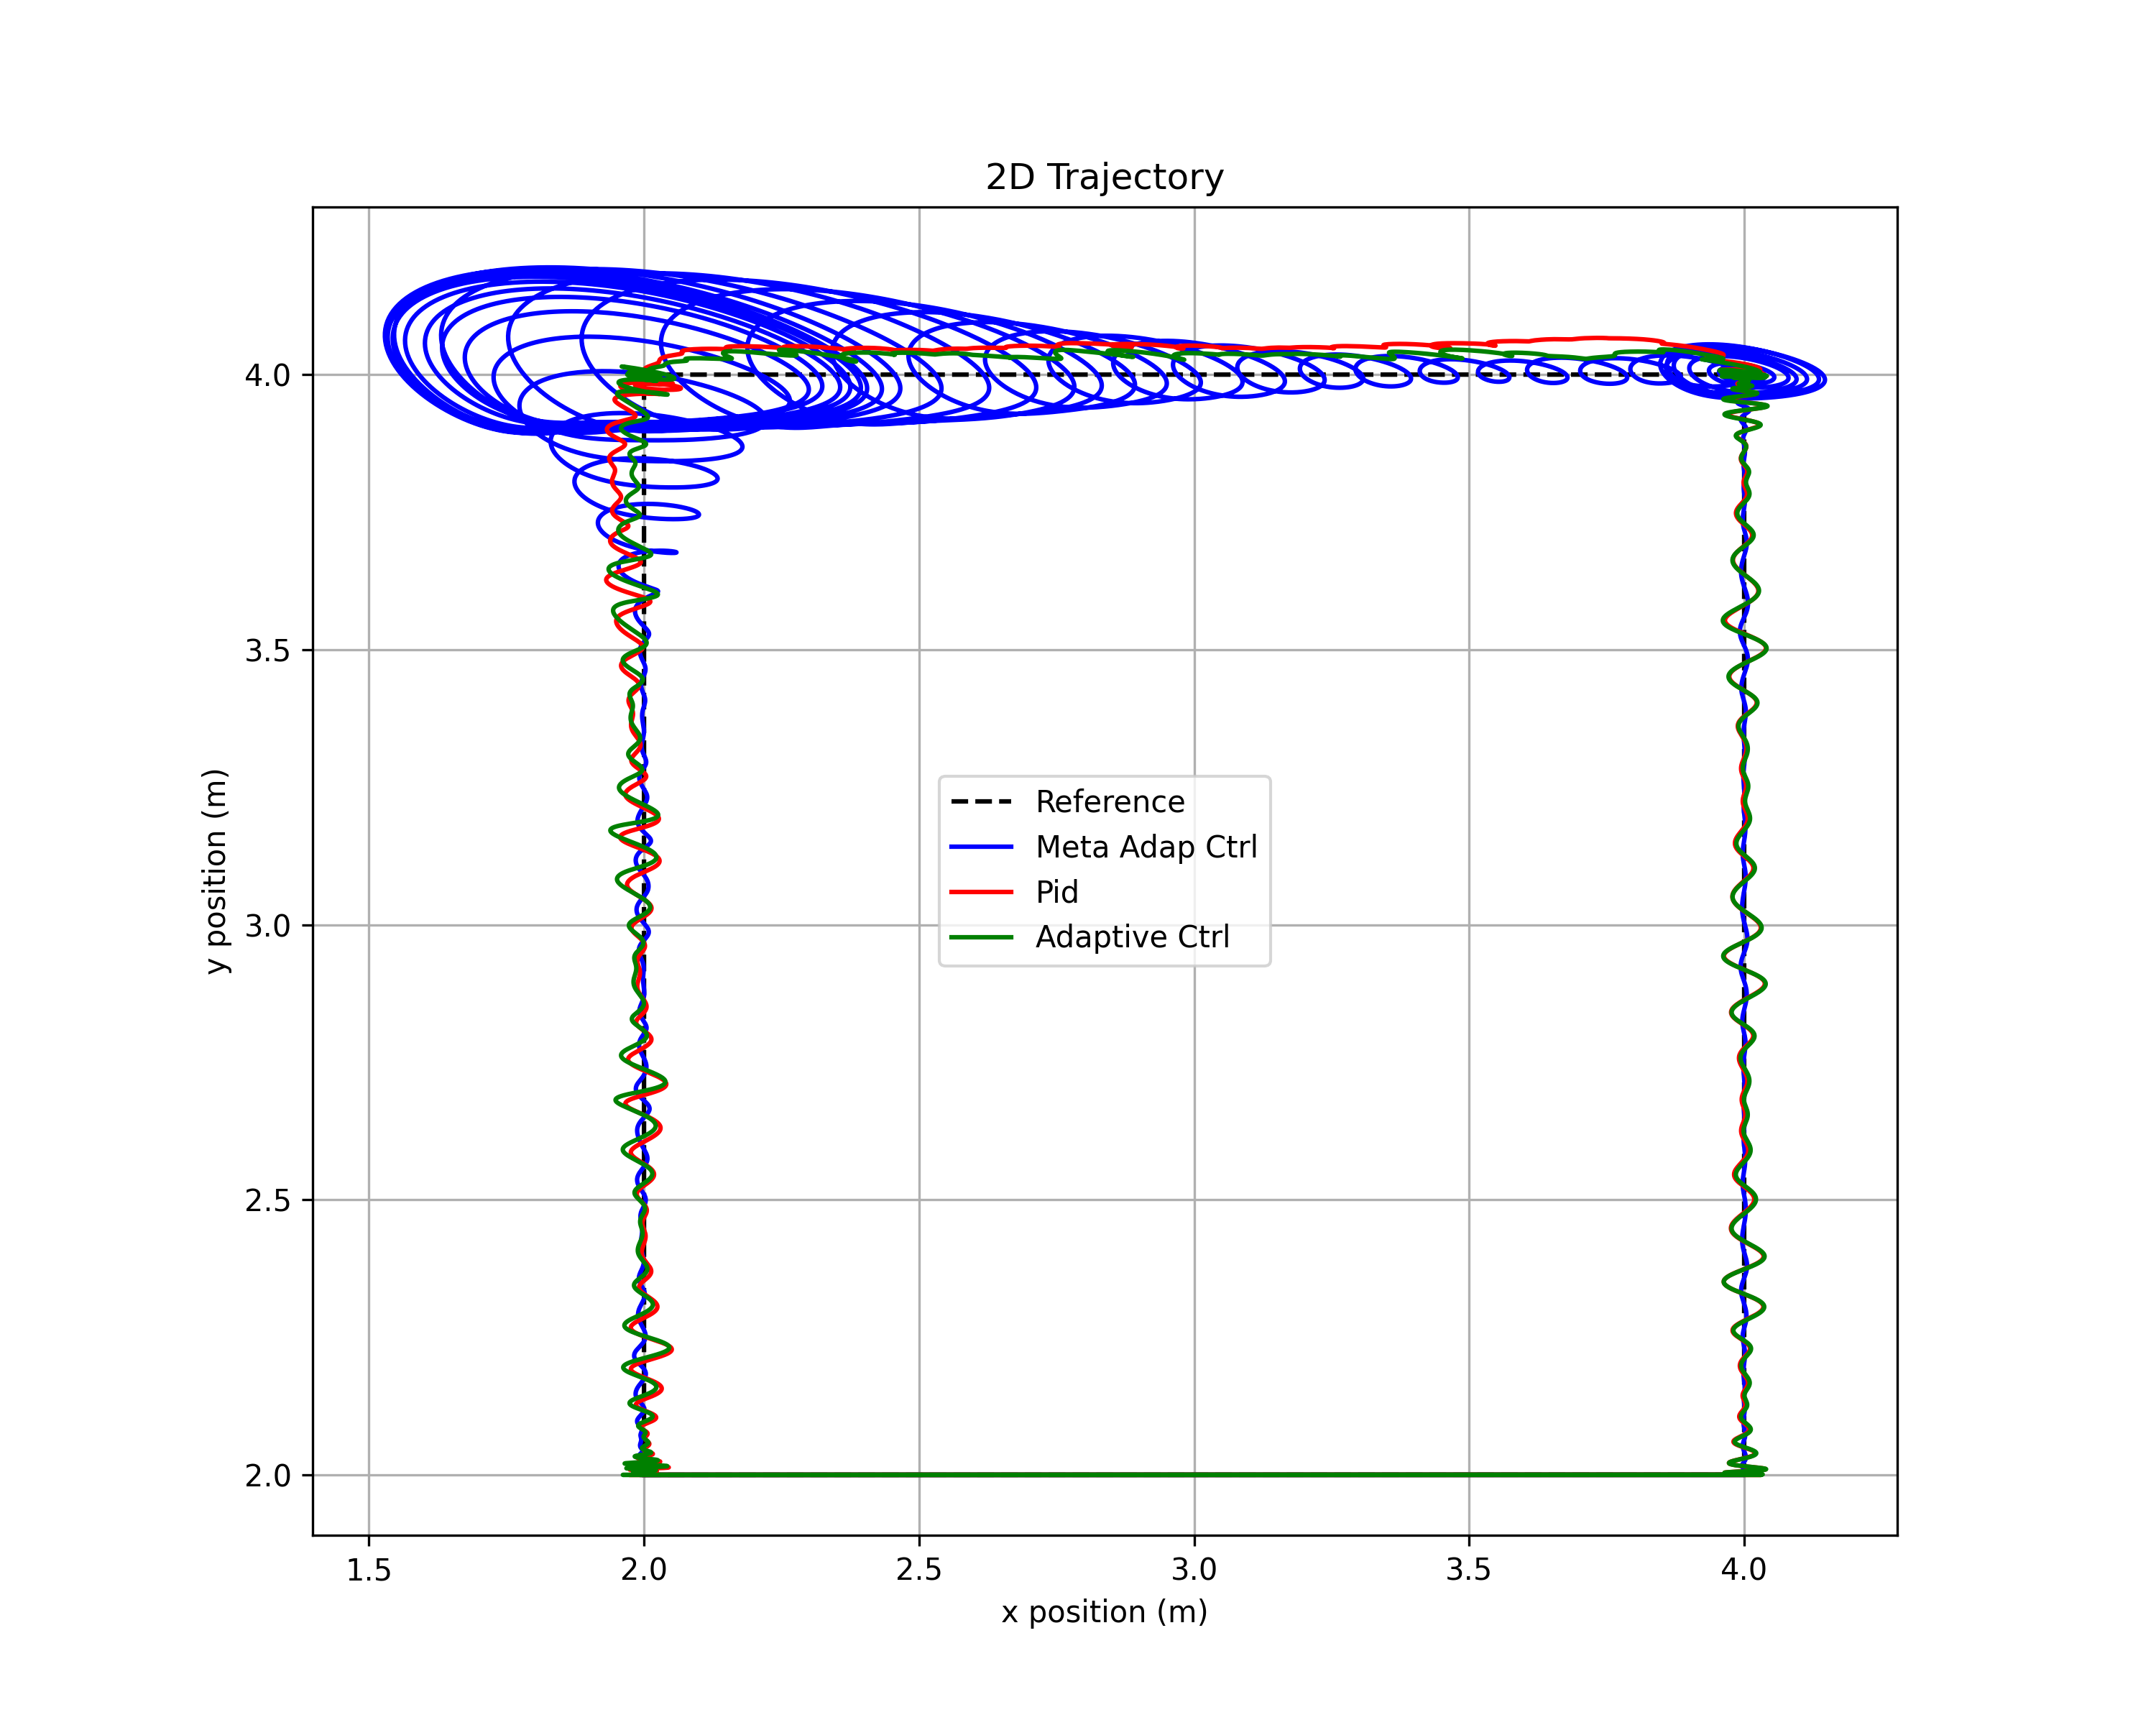 2D Trajectory
4.0
3.5
3.0
2.5
2.0
y position (m)
Reference
Meta Adap Ctrl
Pid
Adaptive Ctrl
1.5 2.0 2.5 3.0 3.5 4.0
x position (m)